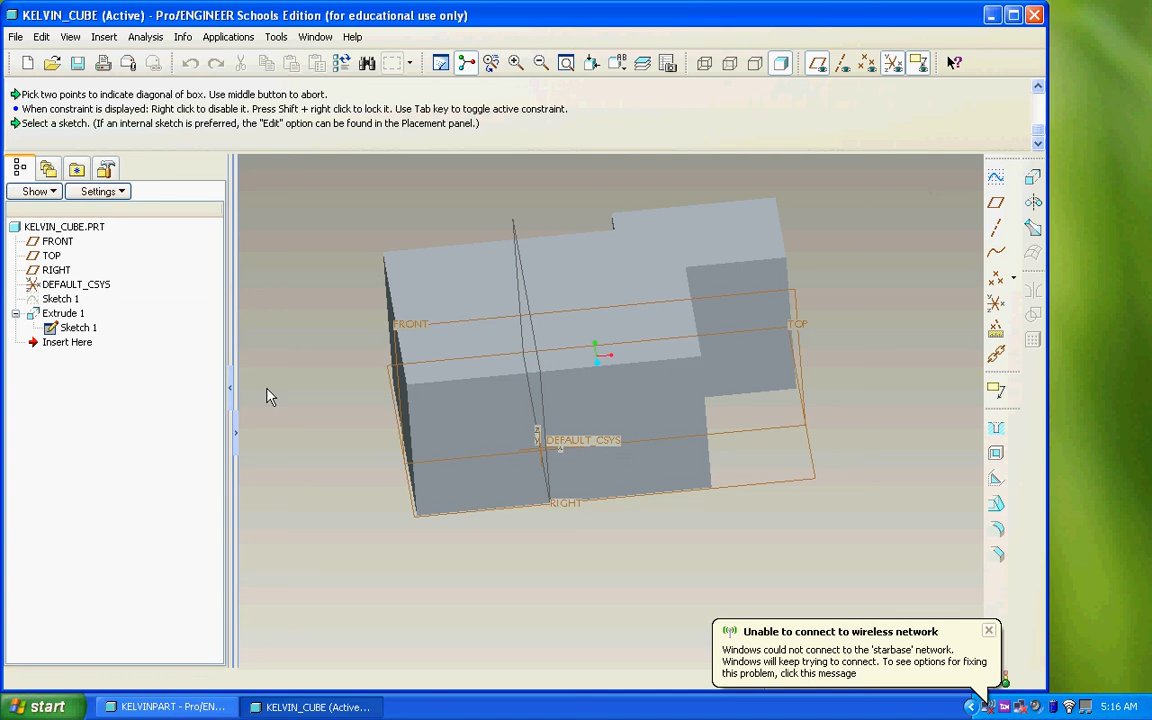 KELVIN_CUBE (Active) - Pro/ENGINEER Schools Edition (for educational use only)
File Edit View Insert Analysis Info Applications Tools Window Help
Pick two points to indicate diagonal of box. Use middle button to abort.
When constraint is displayed: Right click to disable it. Press Shift + right click to lock it. Use Tab key to toggle active constraint.
Select a sketch. (If an internal sketch is preferred, the "Edit" option can be found in the Placement panel.)
Show Settings
KELVIN_CUBE.PRT
FRONT
TOP
RIGHT
DEFAULT_CSYS
Sketch 1
Extrude 1
Sketch 1
Insert Here
FRONT
TOP
DEFAULT_CSYS
RIGHT
Unable to connect to wireless network
Windows could not connect to the 'starbase' network.
Windows will keep trying to connect. To see options for fixing
this problem, click this message
start KELVINPART - Pro/EN... KELVIN_CUBE (Active... 5:16 AM